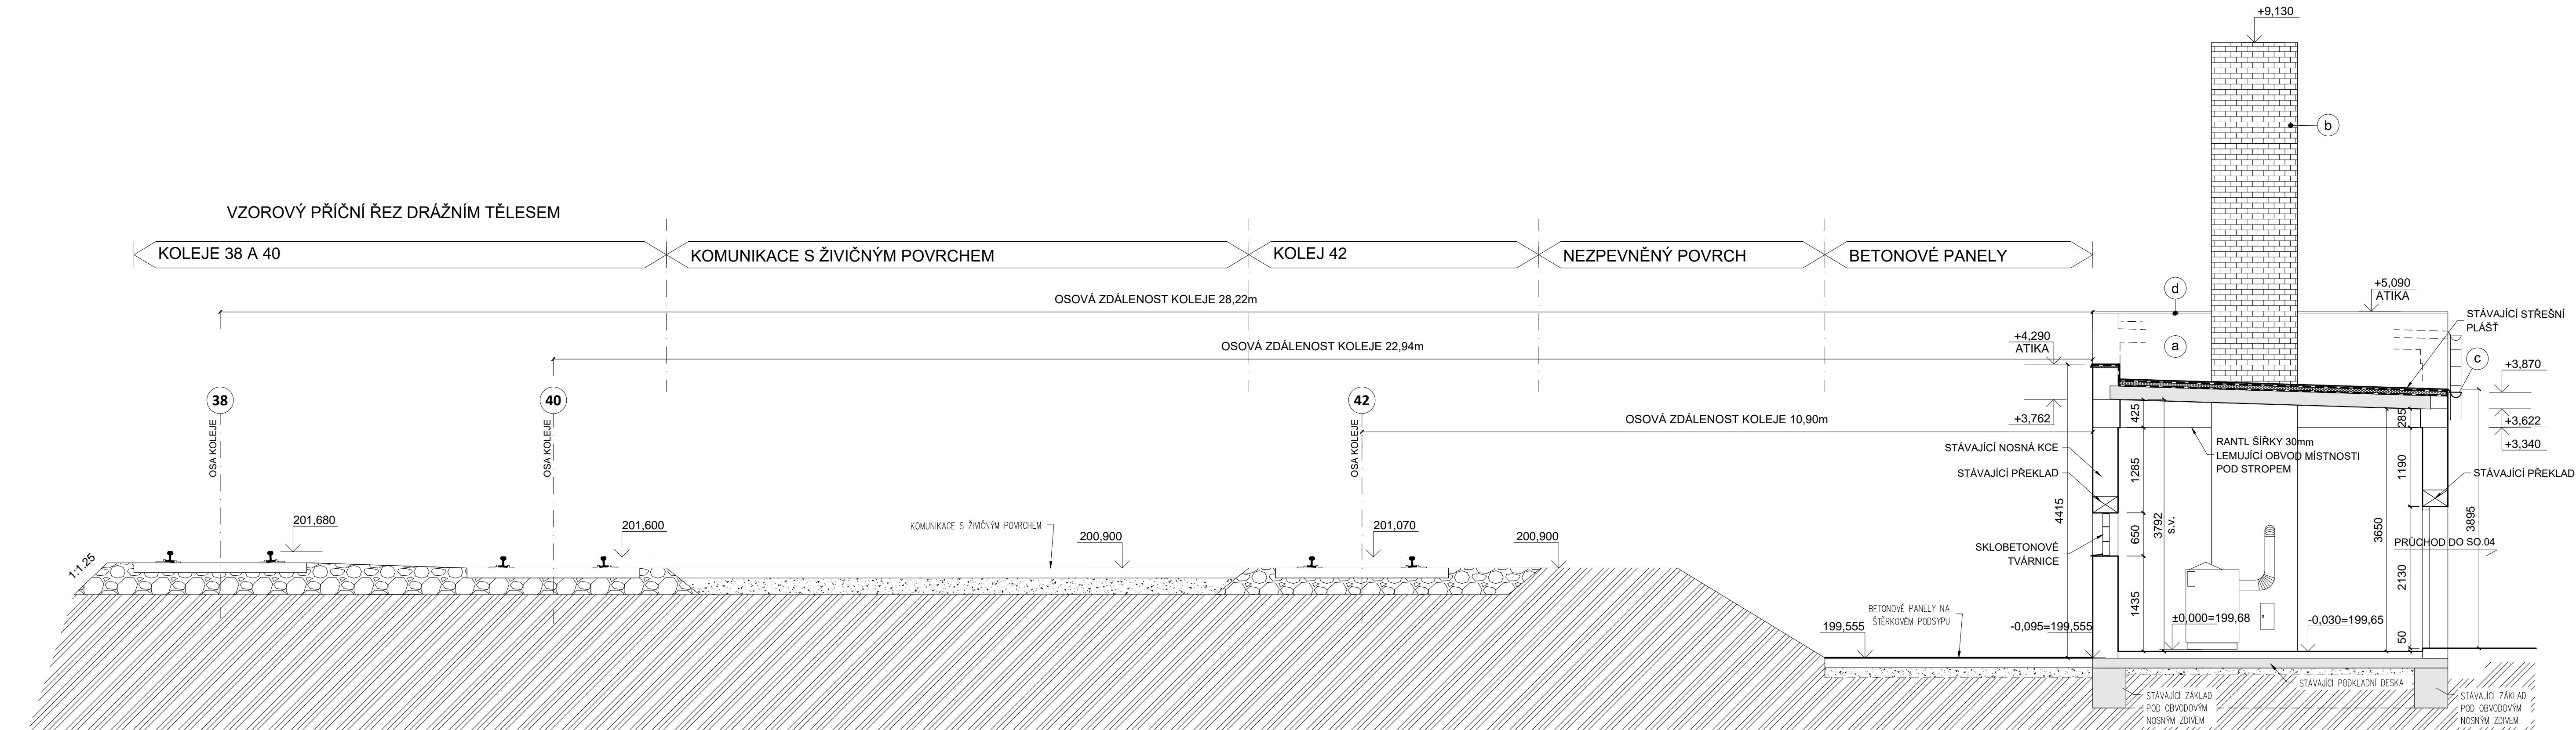 +9,130
b
VZOROVÝ PŘÍČNÍ ŘEZ DRÁŽNÍM TĚLESEM
KOLEJE 38 A 40
KOMUNIKACE S ŽIVIČNÝM POVRCHEM
KOLEJ 42
NEZPEVNĚNÝ POVRCH
BETONOVÉ PANELY
OSOVÁ ZDÁLENOST KOLEJE 28,22m
OSOVÁ ZDÁLENOST KOLEJE 22,94m
OSOVÁ ZDÁLENOST KOLEJE 10,90m
d
a
c
+5,090
ATIKA
STÁVAJÍCÍ STŘEŠNÍ
PLÁŠŤ
+4,290
ATIKA
+3,762
+3,870
+3,622
+3,340
38
OSA KOLEJE
40
OSA KOLEJE
42
OSA KOLEJE
STÁVAJÍCÍ NOSNÁ KCE
STÁVAJÍCÍ PŘEKLAD
SKLOBETONOVÉ
TVÁRNICE
RANTL ŠÍŘKY 30mm
LEMUJÍCÍ OBVOD MÍSTNOSTI
POD STROPEM
STÁVAJÍCÍ PŘEKLAD
PRŮCHOD DO SO.04
4415
425
1285
650
1435
3792
s.v.
3650
285
1190
2130
50
3895
1:1.25
201,680
201,600
KOMUNIKACE S ŽIVIČNÝM POVRCHEM
200,900
201,070
200,900
199,555
BETONOVÉ PANELY NA
ŠTĚRKOVÉM PODSYPU
-0,095=199,555
±0,000=199,68
-0,030=199,65
STÁVAJÍCÍ PODKLADNÍ DESKA
STÁVAJÍCÍ ZÁKLAD
POD OBVODOVÝM
NOSNÝM ZDIVEM
STÁVAJÍCÍ ZÁKLAD
POD OBVODOVÝM
NOSNÝM ZDIVEM